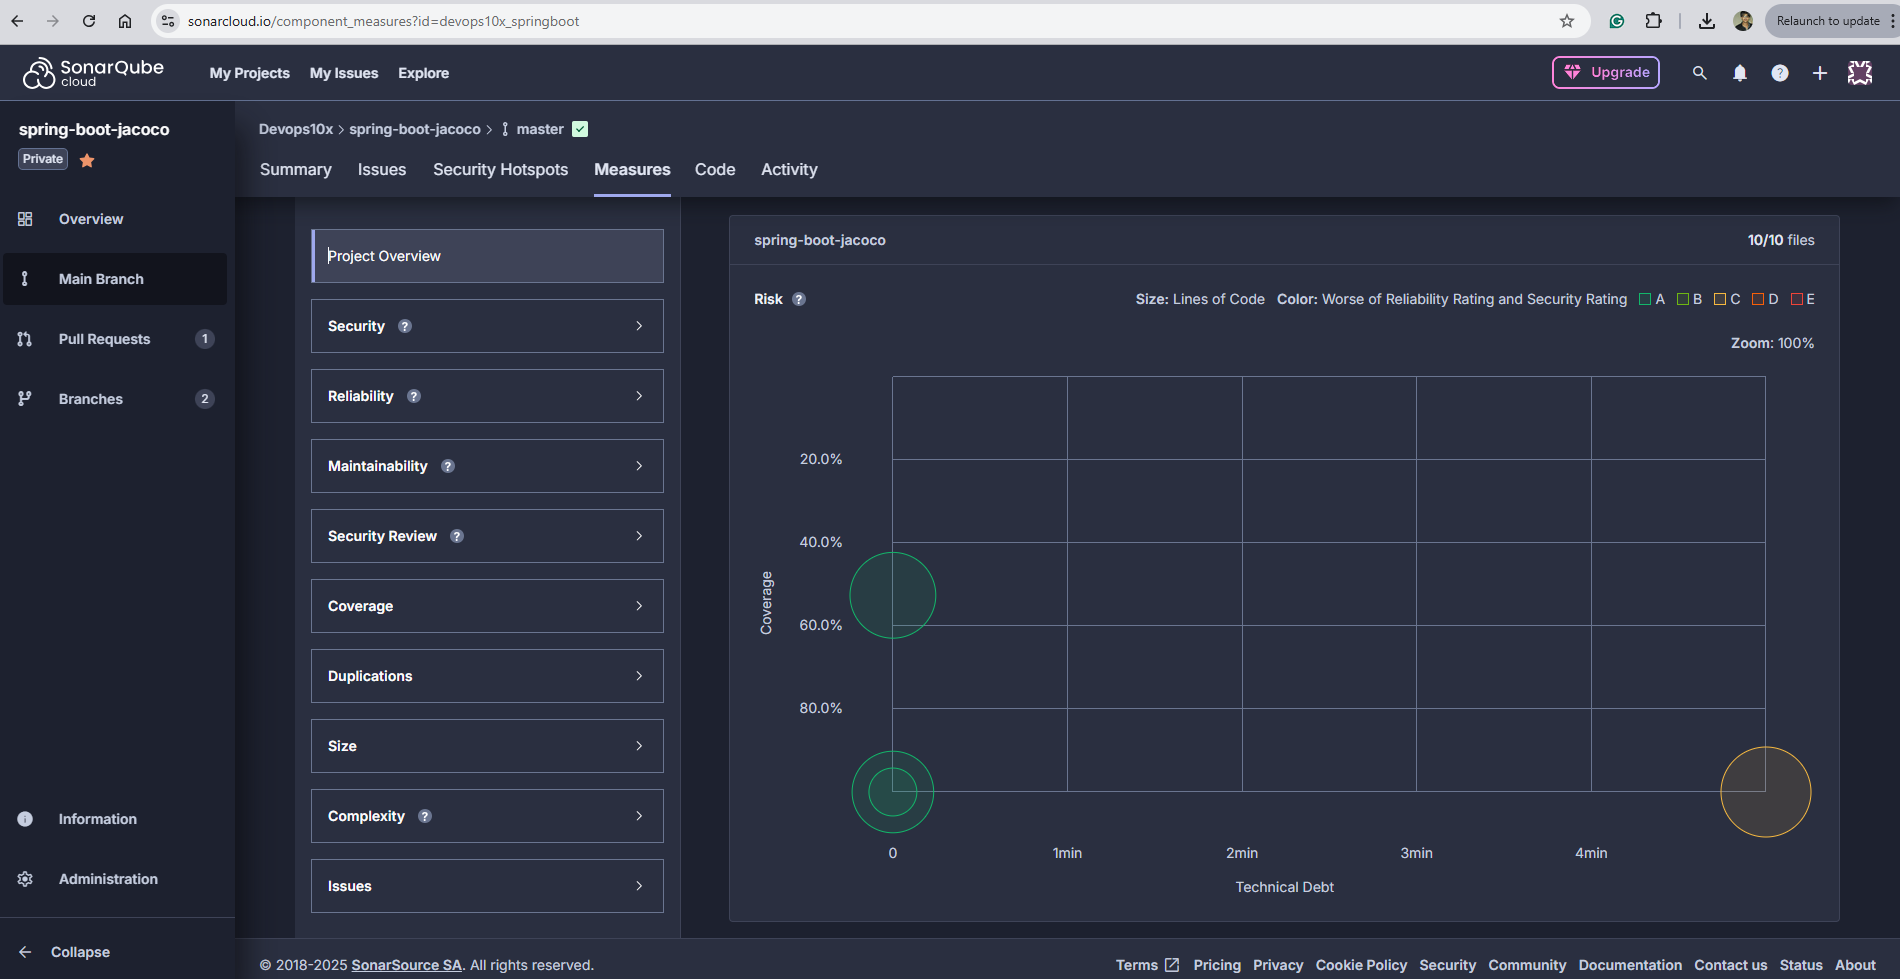 sonarcloud.io/component_measures?id=devops10x_springboot
Relaunch to update
SonarQube
cloud
My Projects My Issues Explore
Upgrade
spring-boot-jacoco
Private
Overview
Main Branch
Pull Requests 1
Branches 2
Information
Administration
Collapse
Devops10x > spring-boot-jacoco > master
Summary Issues Security Hotspots Measures Code Activity
Project Overview
Security ?
Reliability ?
Maintainability ?
Security Review ?
Coverage
Duplications
Size
Complexity ?
Issues
spring-boot-jacoco 10/10 files
Risk ? Size: Lines of Code Color: Worse of Reliability Rating and Security Rating A B C D E
Zoom: 100%
20.0%
40.0%
60.0%
80.0%
Coverage
0 1min 2min 3min 4min
Technical Debt
© 2018-2025 SonarSource SA. All rights reserved.
Terms Pricing Privacy Cookie Policy Security Community Documentation Contact us Status About